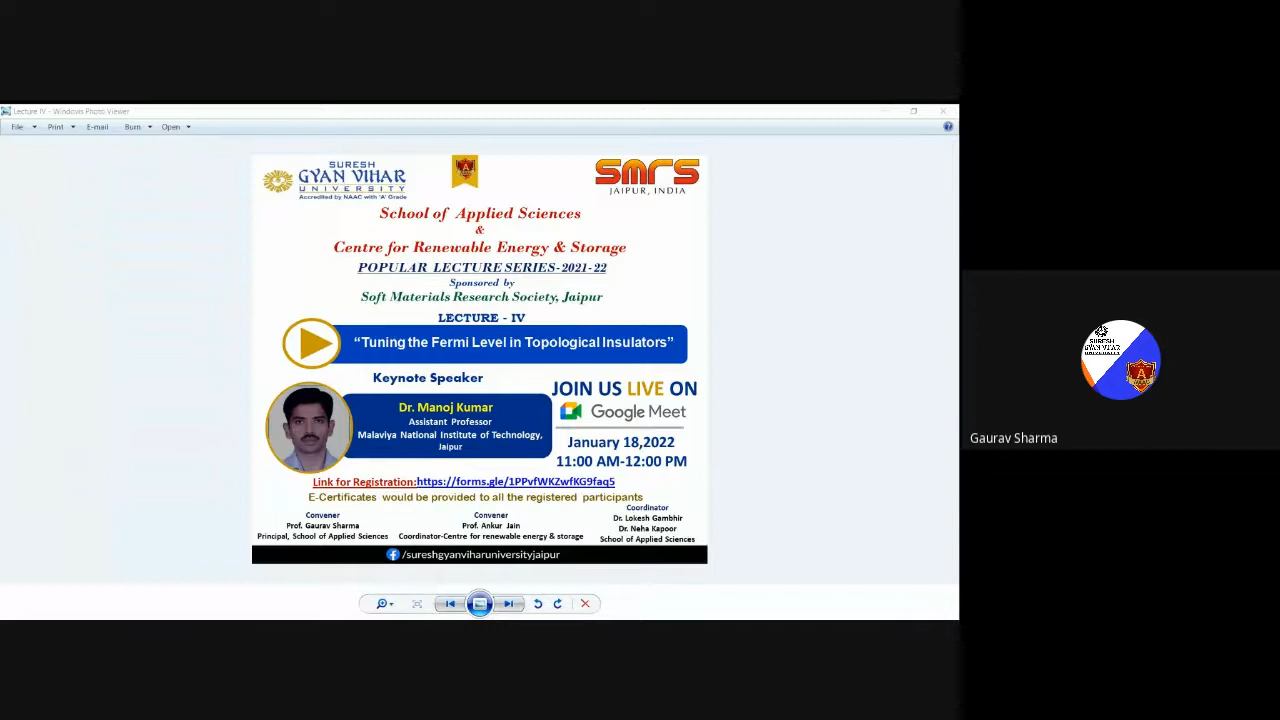 Lecture IV - Windows Photo Viewer
File Print E-mail Burn Open
SURESH
GYAN VIHAR
UNIVERSITY
Accredited by NAAC with 'A' Grade
SMRS
JAIPUR, INDIA
School of Applied Sciences
&
Centre for Renewable Energy & Storage
POPULAR LECTURE SERIES-2021-22
Sponsored by
Soft Materials Research Society, Jaipur
LECTURE - IV
“Tuning the Fermi Level in Topological Insulators”
Keynote Speaker
Dr. Manoj Kumar
Assistant Professor
Malaviya National Institute of Technology,
Jaipur
JOIN US LIVE ON
Google Meet
January 18,2022
11:00 AM-12:00 PM
Link for Registration:https://forms.gle/1PPvfWKZwfKG9faq5
E-Certificates would be provided to all the registered participants
Convener
Prof. Gaurav Sharma
Principal, School of Applied Sciences
Convener
Prof. Ankur Jain
Coordinator-Centre for renewable energy & storage
Coordinator
Dr. Lokesh Gambhir
Dr. Neha Kapoor
School of Applied Sciences
/sureshgyanviharuniversityjaipur
SURESH
GYAN VIHAR
UNIVERSITY
Gaurav Sharma